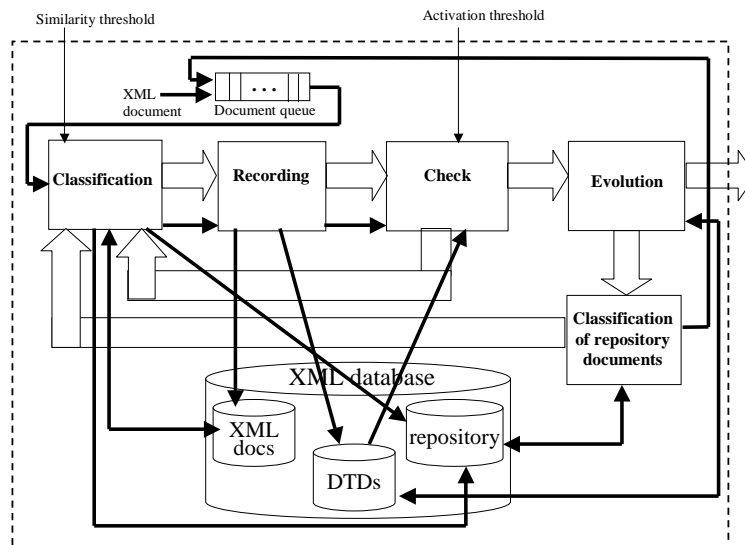 Similarity threshold
Activation threshold
XML
document
...
Document queue
Classification
Recording
Check
Evolution
Classification
of repository
documents
XML database
XML
docs
DTDs
repository